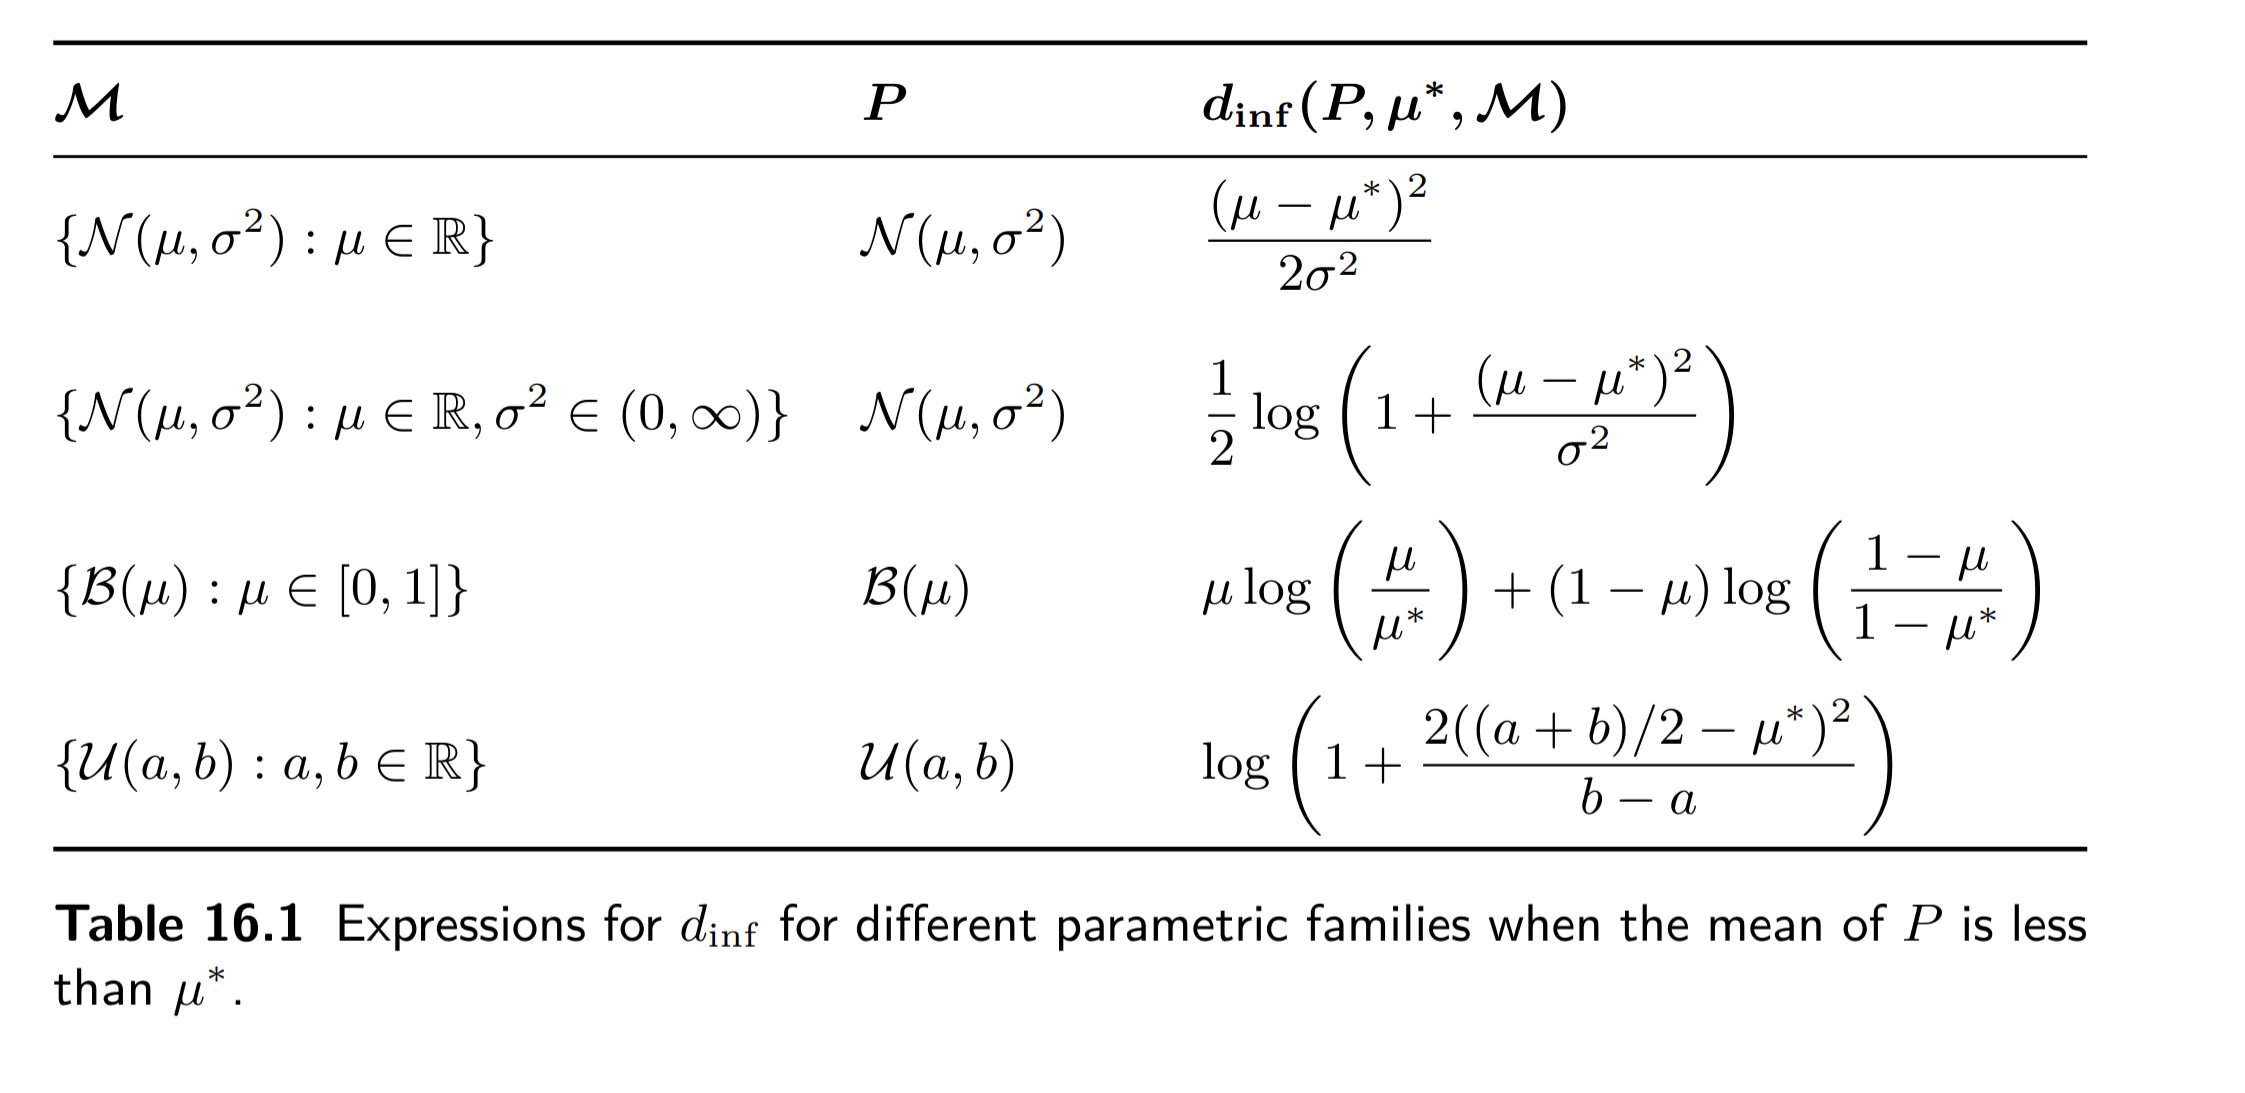 𝓜 P d_inf(P, μ*, 𝓜)
{𝒩(μ, σ²) : μ ∈ ℝ} 𝒩(μ, σ²) (μ − μ*)² / 2σ²
{𝒩(μ, σ²) : μ ∈ ℝ, σ² ∈ (0, ∞)} 𝒩(μ, σ²) 1/2 log (1 + (μ − μ*)² / σ²)
{ℬ(μ) : μ ∈ [0, 1]} ℬ(μ) μ log (μ / μ*) + (1 − μ) log ((1 − μ) / (1 − μ*))
{𝒰(a, b) : a, b ∈ ℝ} 𝒰(a, b) log (1 + 2((a + b)/2 − μ*)² / (b − a))
Table 16.1 Expressions for d_inf for different parametric families when the mean of P is less
than μ*.